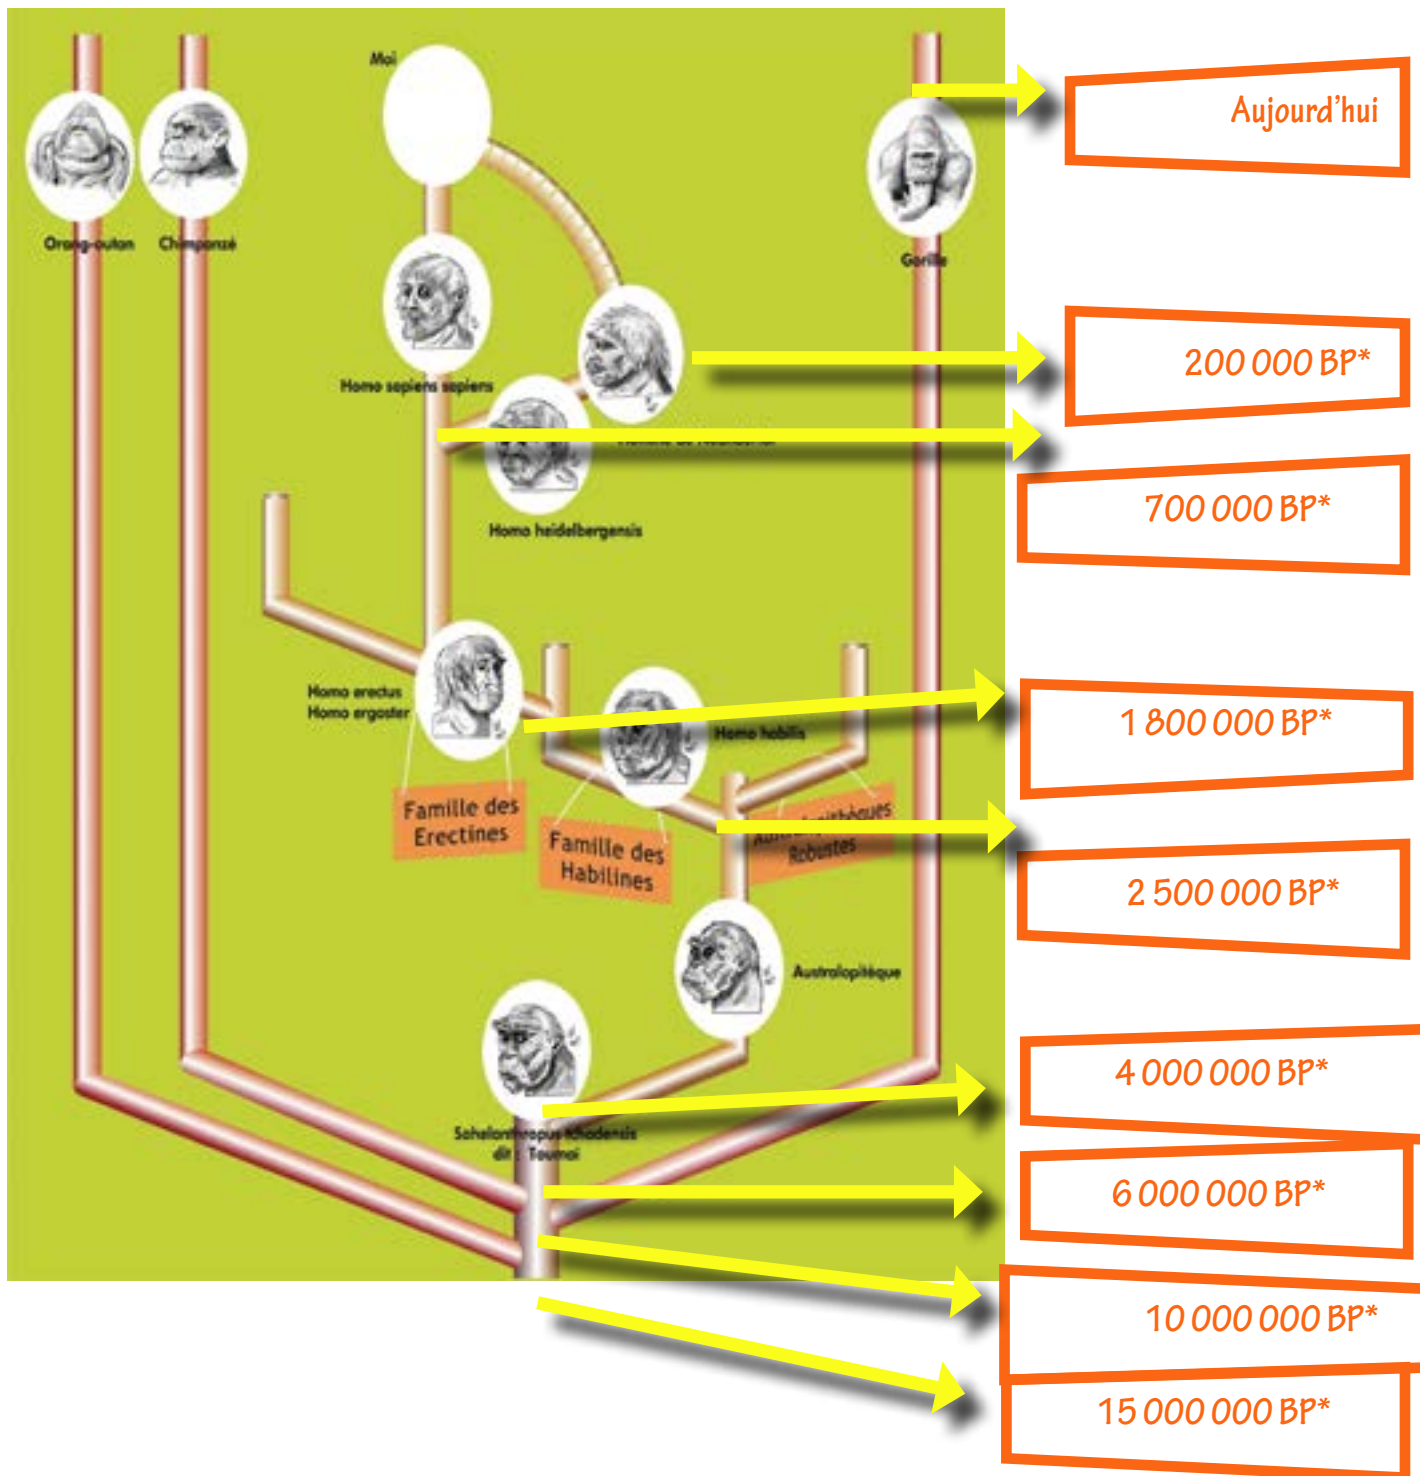 Moi
Aujourd'hui
Orang-outan
Chimponzé
Gorille
200 000 BP*
Homo sapiens sapiens
Homo heidelbergensis
700 000 BP*
Homo erectus
Homo ergaster
Homo habilis
1 800 000 BP*
Famille des
Erectines
Famille des
Habilines
Australopithèques
Robustes
2 500 000 BP*
Australopitèque
4 000 000 BP*
Sahelanthropus tchadensis
dit : Toumaï
6 000 000 BP*
10 000 000 BP*
15 000 000 BP*